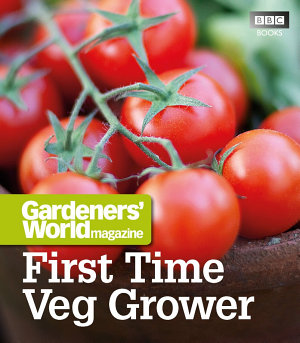 BBC
BOOKS
Gardeners'
World magazine
First Time
Veg Grower